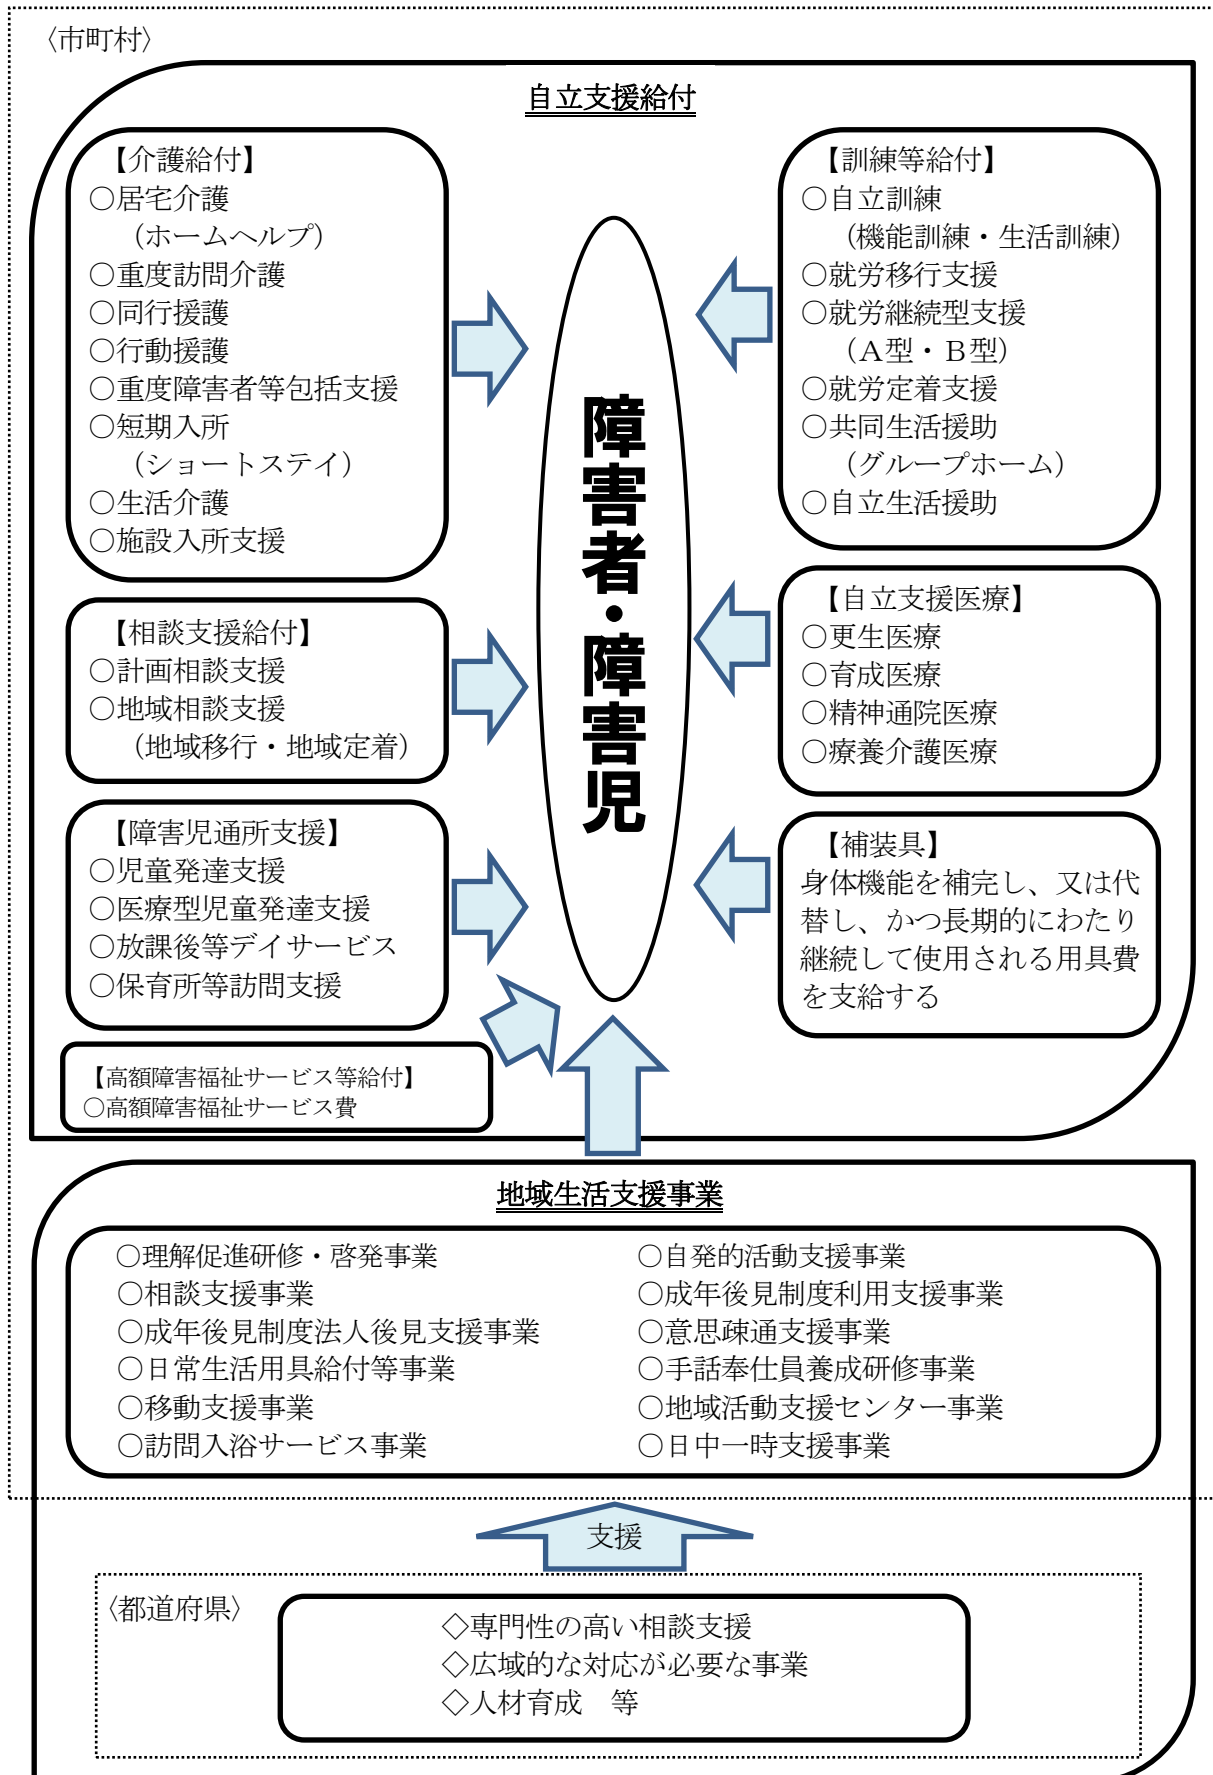 〈市町村〉
自立支援給付
【介護給付】
○居宅介護
（ホームヘルプ）
○重度訪問介護
○同行援護
○行動援護
○重度障害者等包括支援
○短期入所
（ショートステイ）
○生活介護
○施設入所支援
【相談支援給付】
○計画相談支援
○地域相談支援
（地域移行・地域定着）
【障害児通所支援】
○児童発達支援
○医療型児童発達支援
○放課後等デイサービス
○保育所等訪問支援
【高額障害福祉サービス等給付】
○高額障害福祉サービス費
障害者・障害児
【訓練等給付】
○自立訓練
（機能訓練・生活訓練）
○就労移行支援
○就労継続型支援
（Ａ型・Ｂ型）
○就労定着支援
○共同生活援助
（グループホーム）
○自立生活援助
【自立支援医療】
○更生医療
○育成医療
○精神通院医療
○療養介護医療
【補装具】
身体機能を補完し、又は代
替し、かつ長期的にわたり
継続して使用される用具費
を支給する
地域生活支援事業
○理解促進研修・啓発事業
○相談支援事業
○成年後見制度法人後見支援事業
○日常生活用具給付等事業
○移動支援事業
○訪問入浴サービス事業
○自発的活動支援事業
○成年後見制度利用支援事業
○意思疎通支援事業
○手話奉仕員養成研修事業
○地域活動支援センター事業
○日中一時支援事業
支援
〈都道府県〉
◇専門性の高い相談支援
◇広域的な対応が必要な事業
◇人材育成　等